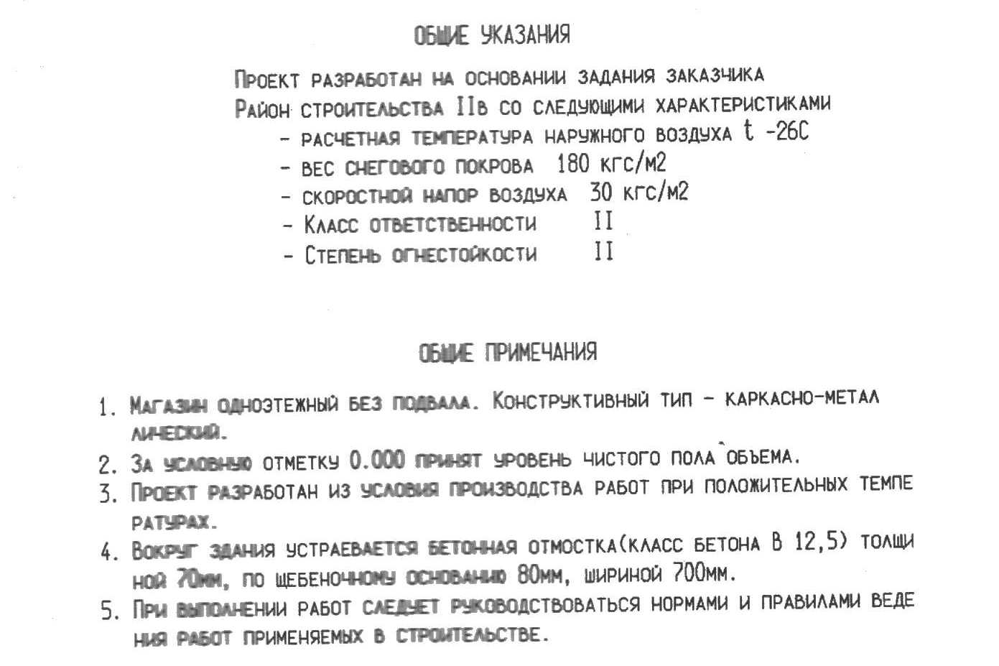 ОБЩИЕ УКАЗАНИЯ
Проект разработан на основании задания заказчика
Район строительства IIв со следующими характеристиками
- расчетная температура наружного воздуха t -26С
- вес снегового покрова 180 кгс/м2
- скоростной напор воздуха 30 кгс/м2
- Класс ответственности II
- Степень огнестойкости II
ОБЩИЕ ПРИМЕЧАНИЯ
1. Магазин одноэтежный без подвала. Конструктивный тип - каркасно-метал
лический.
2. За условную отметку 0.000 принят уровень чистого пола объема.
3. Проект разработан из условия производства работ при положительных темпе
ратурах.
4. Вокруг здания устраевается бетонная отмостка(класс бетона В 12,5) толщи
ной 70мм, по щебеночному основанию 80мм, шириной 700мм.
5. При выполнении работ следует руководствоваться нормами и правилами веде
ния работ применяемых в строительстве.